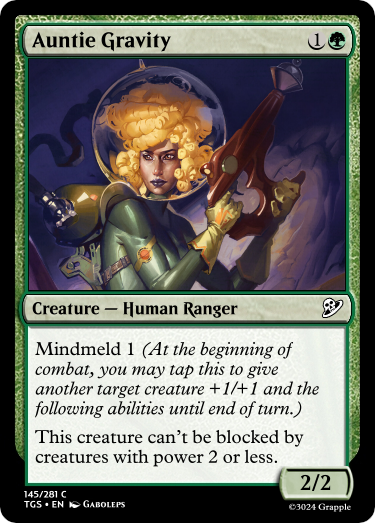 Auntie Gravity 1
Creature — Human Ranger
Mindmeld 1 (At the beginning of
combat, you may tap this to give
another target creature +1/+1 and the
following abilities until end of turn.)
This creature can't be blocked by
creatures with power 2 or less.
2/2
145/281 C
TGS • EN Gaboleps
©3024 Grapple